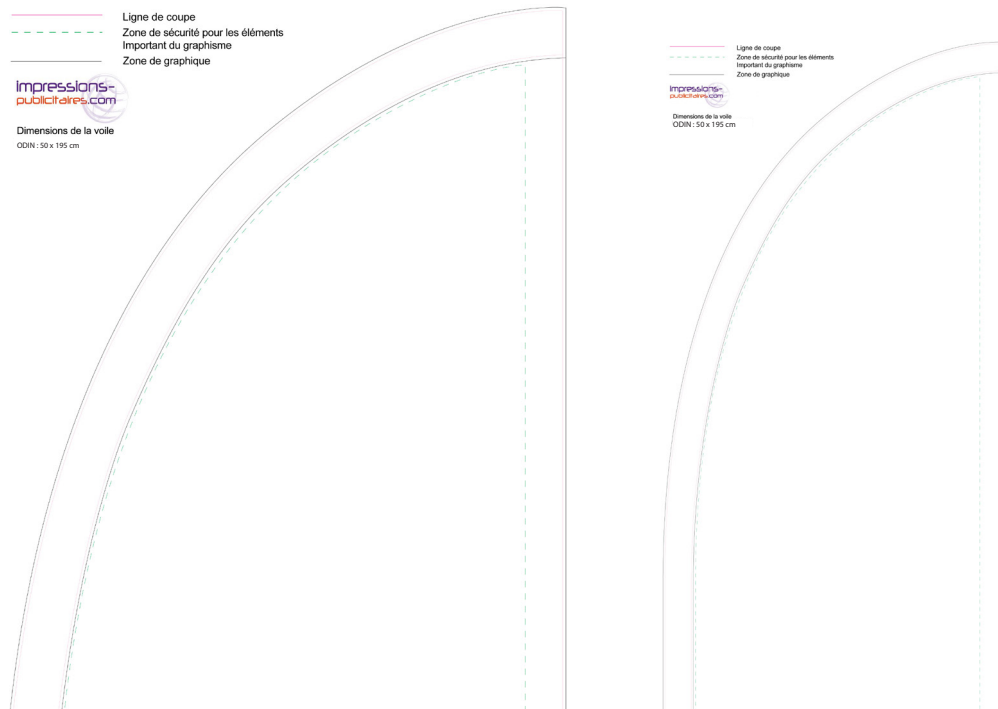 Ligne de coupe
Zone de sécurité pour les éléments
Important du graphisme
Zone de graphique
impressions-
publicitaires.com
Dimensions de la voile
ODIN : 50 x 195 cm
Ligne de coupe
Zone de sécurité pour les éléments
Important du graphisme
Zone de graphique
impressions-
publicitaires.com
Dimensions de la voile
ODIN : 50 x 195 cm